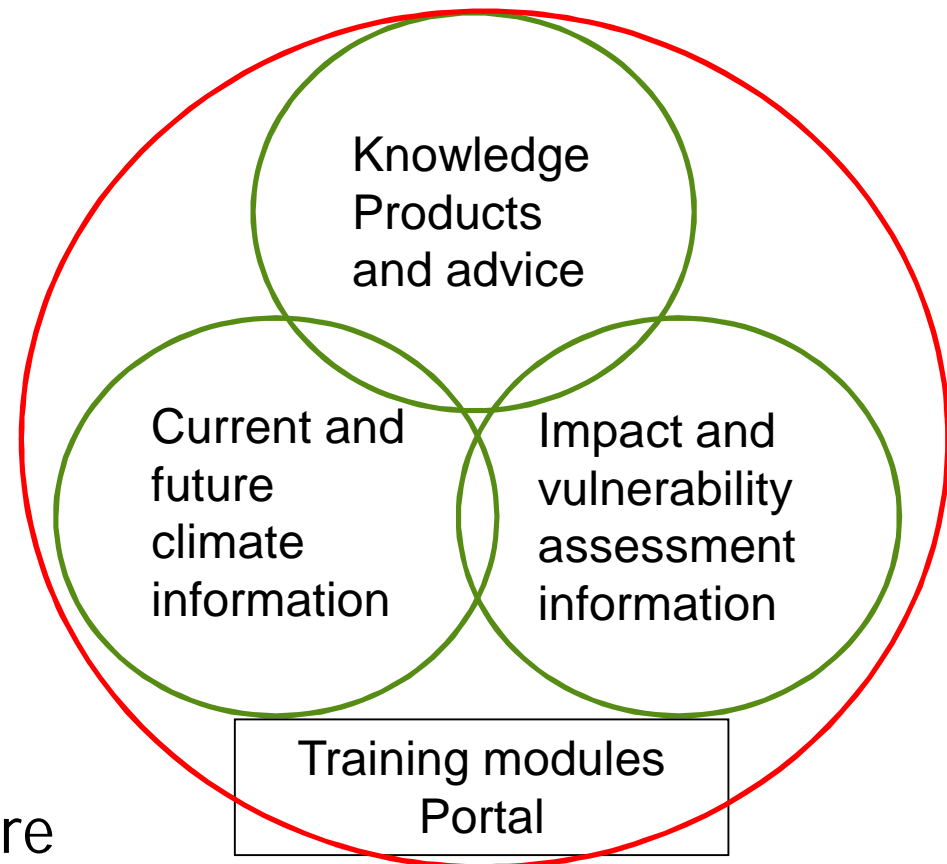 Knowledge
Products
and advice
Current and
future
climate
information
Impact and
vulnerability
assessment
information
Training modules
Portal
re